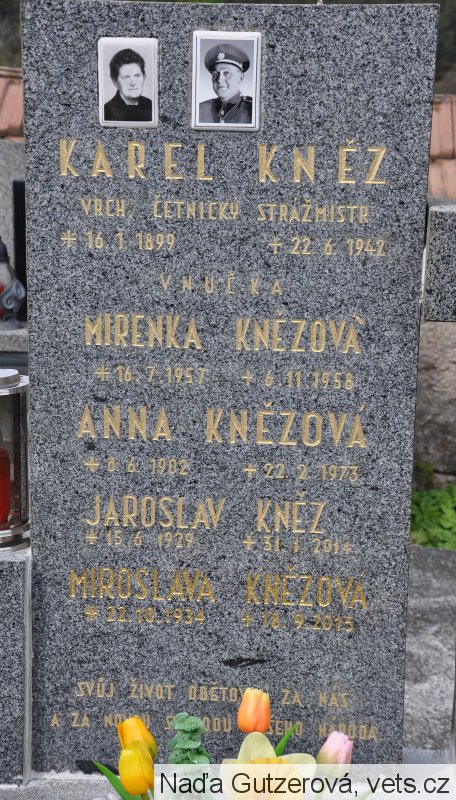 KAREL KNĚZ
VRCH. ČETNICKÝ STRÁŽMISTR
* 16.1.1899 + 22.6.1942
VNUČKA
MIRENKA KNĚZOVÁ
* 16.7.1957 + 6.11.1958
ANNA KNĚZOVÁ
* 8.6.1902 + 22.2.1973
JAROSLAV KNĚZ
* 15.6.1929 + 31.1.2014
MIROSLAVA KNĚZOVÁ
* 22.10.1934 + 18.9.2015
SVŮJ ŽIVOT ZA NÁS
A ZA NÁRODA
Naďa Gutzerová, vets.cz